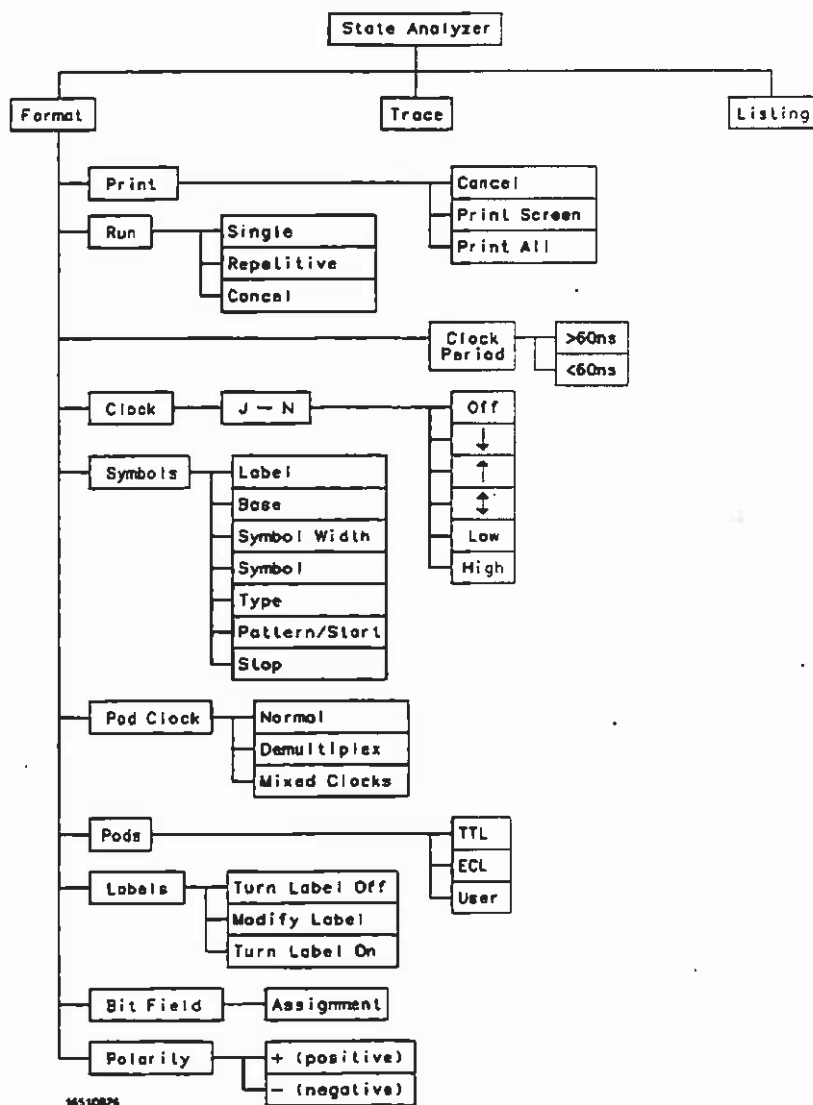 State Analyzer
Format
Trace
Listing
Print
Cancel
Print Screen
Print All
Run
Single
Repetitive
Cancel
Clock Period
>60ns
<60ns
Clock
J — N
Off
↓
↑
↕
Low
High
Symbols
Label
Base
Symbol Width
Symbol
Type
Pattern/Start
Stop
Pod Clock
Normal
Demultiplex
Mixed Clocks
Pods
TTL
ECL
User
Labels
Turn Label Off
Modify Label
Turn Label On
Bit Field
Assignment
Polarity
+ (positive)
– (negative)
16510B26